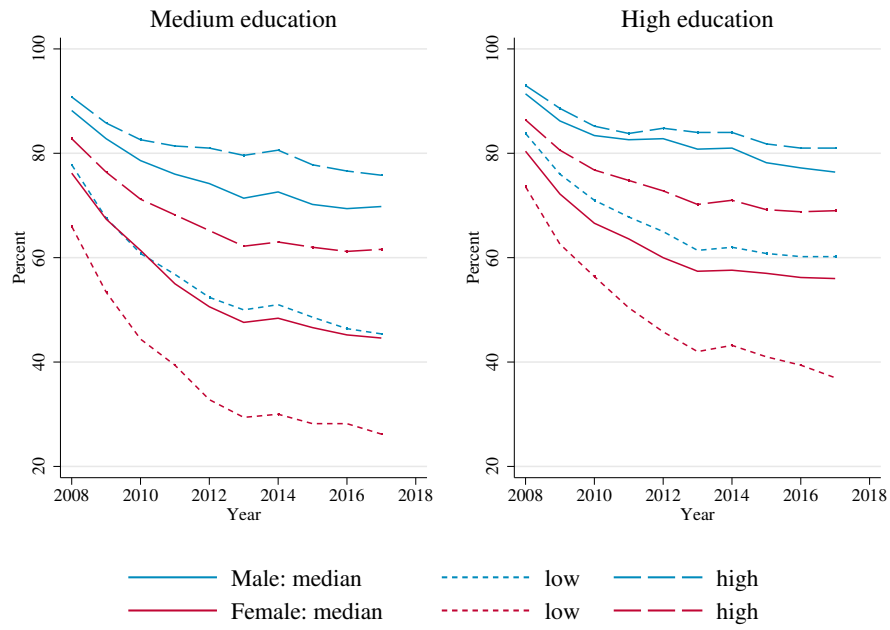 Medium education
High education
100
80
60
40
20
Percent
2008 2010 2012 2014 2016 2018
Year
100
80
60
40
20
Percent
2008 2010 2012 2014 2016 2018
Year
Male: median low high
Female: median low high